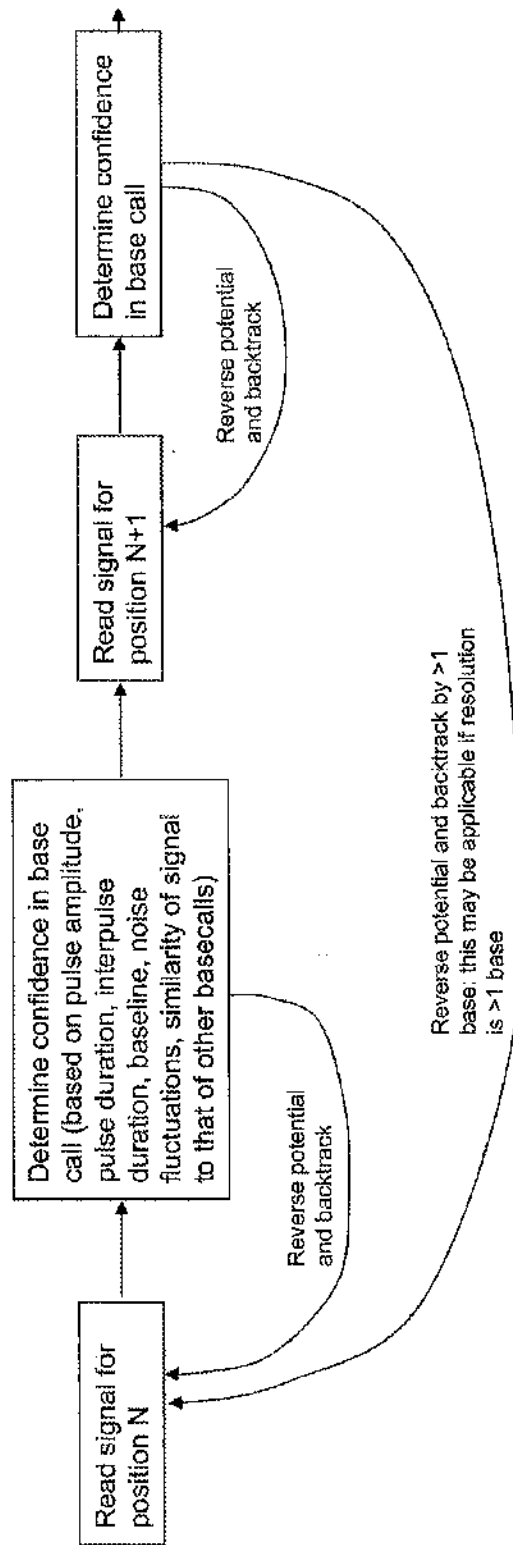 Read signal for
position N
Determine confidence in base
call (based on pulse amplitude,
pulse duration, interpulse
duration, baseline, noise
fluctuations, similarity of signal
to that of other basecalls)
Reverse potential
and backtrack
Read signal for
position N+1
Determine confidence
in base call
Reverse potential
and backtrack
Reverse potential and backtrack by >1
base: this may be applicable if resolution
is >1 base